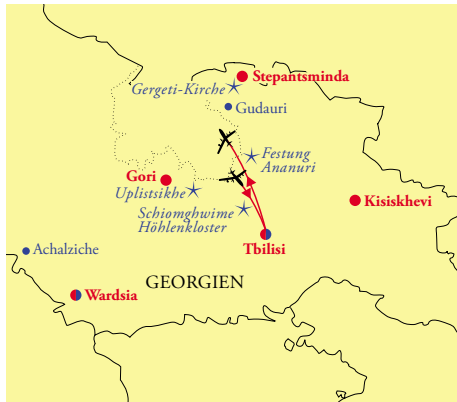 Stepantsminda
Gergeti-Kirche
Gudauri
Festung
Ananuri
Gori
Uplistsikhe
Kisiskhevi
Schiomghwime
Höhlenkloster
Tbilisi
Achalziche
GEORGIEN
Wardsia